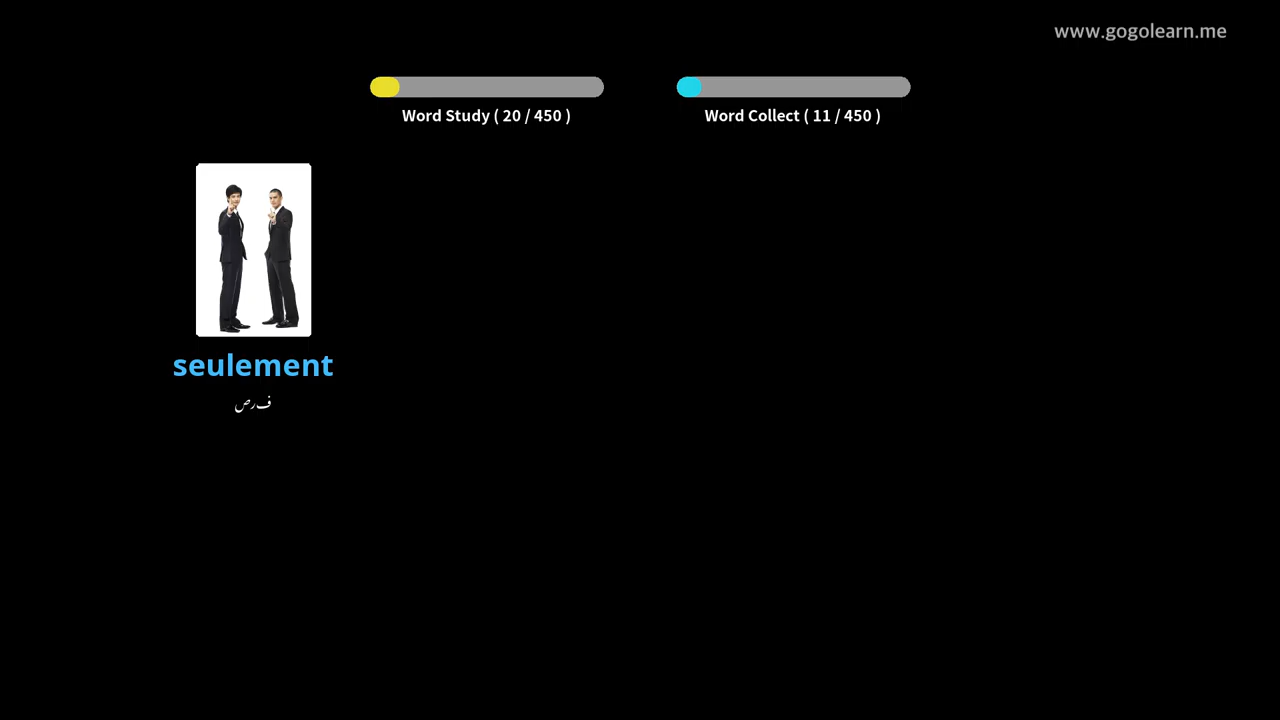 www.gogolearn.me
Word Study ( 20 / 450 )
Word Collect ( 11 / 450 )
seulement
فرص